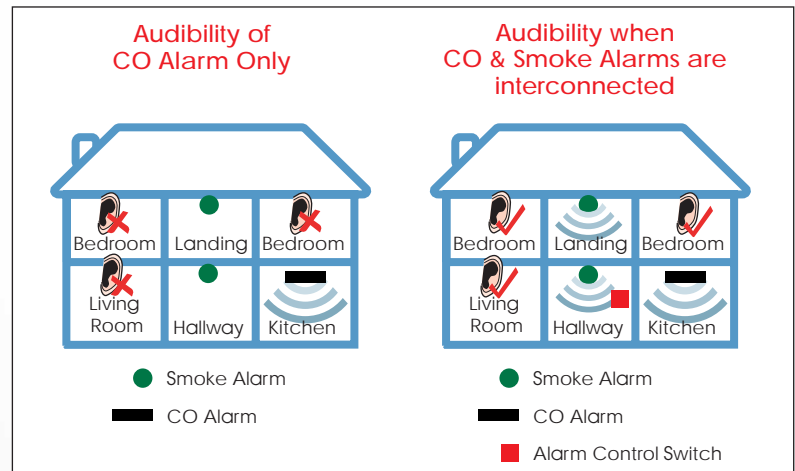 Audibility of
CO Alarm Only
Bedroom
Landing
Bedroom
Living
Room
Hallway
Kitchen
Smoke Alarm
CO Alarm
Audibility when
CO & Smoke Alarms are
interconnected
Bedroom
Landing
Bedroom
Living
Room
Hallway
Kitchen
Smoke Alarm
CO Alarm
Alarm Control Switch